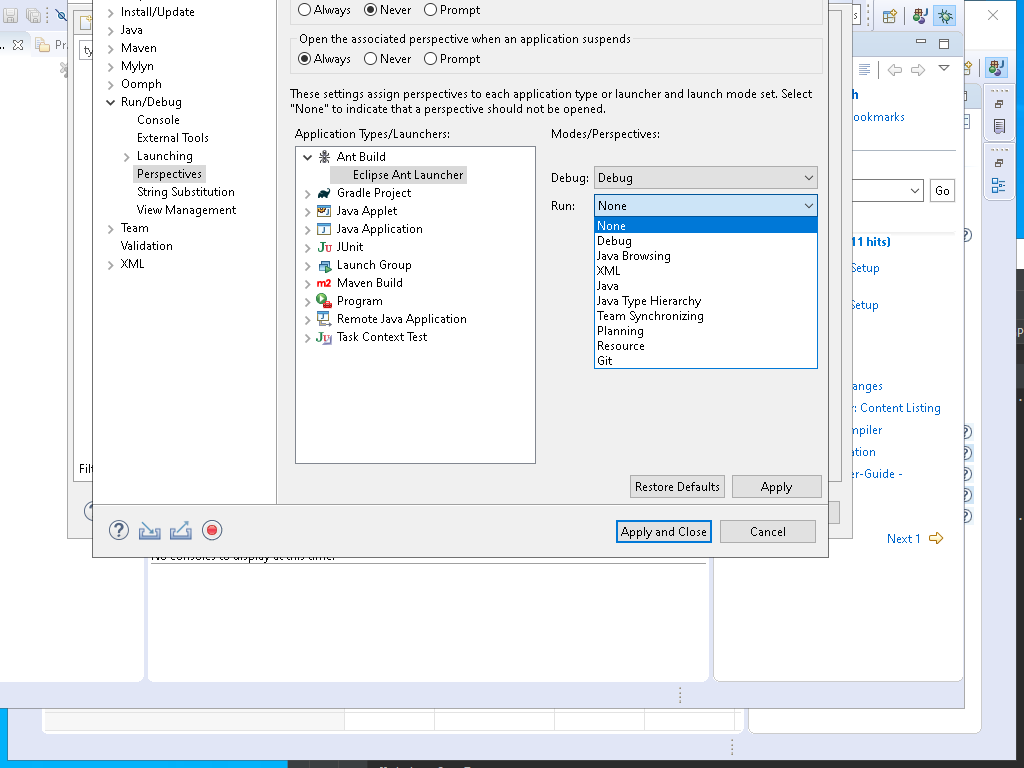 Install/Update
Always Never Prompt
Java
Open the associated perspective when an application suspends
Maven
Always Never Prompt
Mylyn
Oomph
These settings assign perspectives to each application type or launcher and launch mode set. Select
"None" to indicate that a perspective should not be opened.
Run/Debug
Console
External Tools
Application Types/Launchers:
Modes/Perspectives:
Launching
Ant Build
Perspectives
Eclipse Ant Launcher
Debug: Debug
String Substitution
Gradle Project
View Management
Java Applet
Run: None
Team
Java Application
None
Validation
JUnit
Debug
XML
Launch Group
Java Browsing
Maven Build
XML
Program
Java
Remote Java Application
Java Type Hierarchy
Task Context Test
Team Synchronizing
Planning
Resource
Git
Restore Defaults
Apply
Apply and Close
Cancel
No consoles to display at this time.
ookmarks
Go
11 hits)
Setup
Setup
anges
r: Content Listing
mpiler
ation
er-Guide -
Next 1